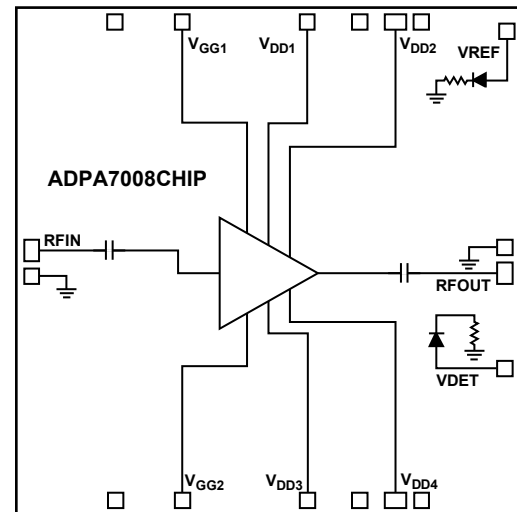 VGG1
VDD1
VDD2
VREF
ADPA7008CHIP
RFIN
RFOUT
VDET
VGG2
VDD3
VDD4